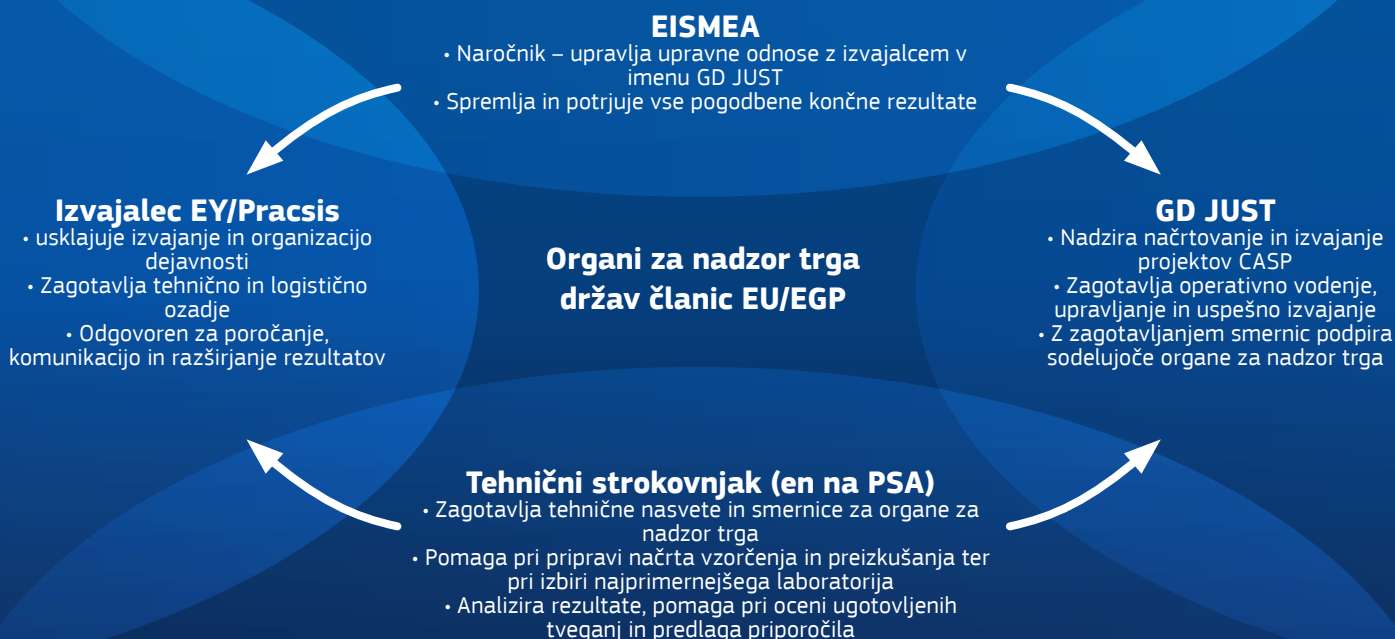 EISMEA
• Naročnik – upravlja upravne odnose z izvajalcem v
imenu GD JUST
• Spremlja in potrjuje vse pogodbene končne rezultate
Izvajalec EY/Pracsis
• usklajuje izvajanje in organizacijo
dejavnosti
• Zagotavlja tehnično in logistično
ozadje
• Odgovoren za poročanje,
komunikacijo in razširjanje rezultatov
Organi za nadzor trga
držav članic EU/EGP
GD JUST
• Nadzira načrtovanje in izvajanje
projektov CASP
• Zagotavlja operativno vodenje,
upravljanje in uspešno izvajanje
• Z zagotavljanjem smernic podpira
sodelujoče organe za nadzor trga
Tehnični strokovnjak (en na PSA)
• Zagotavlja tehnične nasvete in smernice za organe za
nadzor trga
• Pomaga pri pripravi načrta vzorčenja in preizkušanja ter
pri izbiri najprimernejšega laboratorija
• Analizira rezultate, pomaga pri oceni ugotovljenih
tveganj in predlaga priporočila